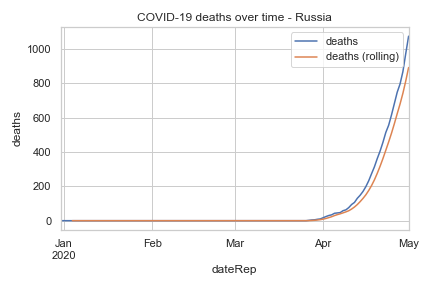 COVID-19 deaths over time - Russia
deaths
deaths (rolling)
deaths
1000
800
600
400
200
0
Jan
2020
Feb
Mar
Apr
May
dateRep